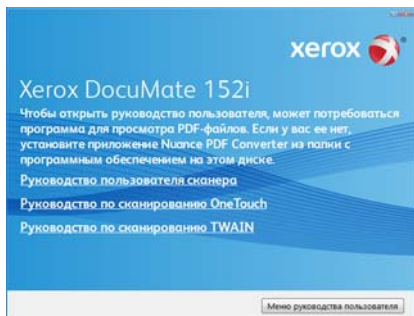 xerox
Xerox DocuMate 152i
Чтобы открыть руководство пользователя, может потребоваться
программа для просмотра PDF-файлов. Если у вас ее нет,
установите приложение Nuance PDF Converter из папки с
программным обеспечением на этом диске.
Руководство пользователя сканера
Руководство по сканированию OneTouch
Руководство по сканированию TWAIN
Меню руководства пользователя